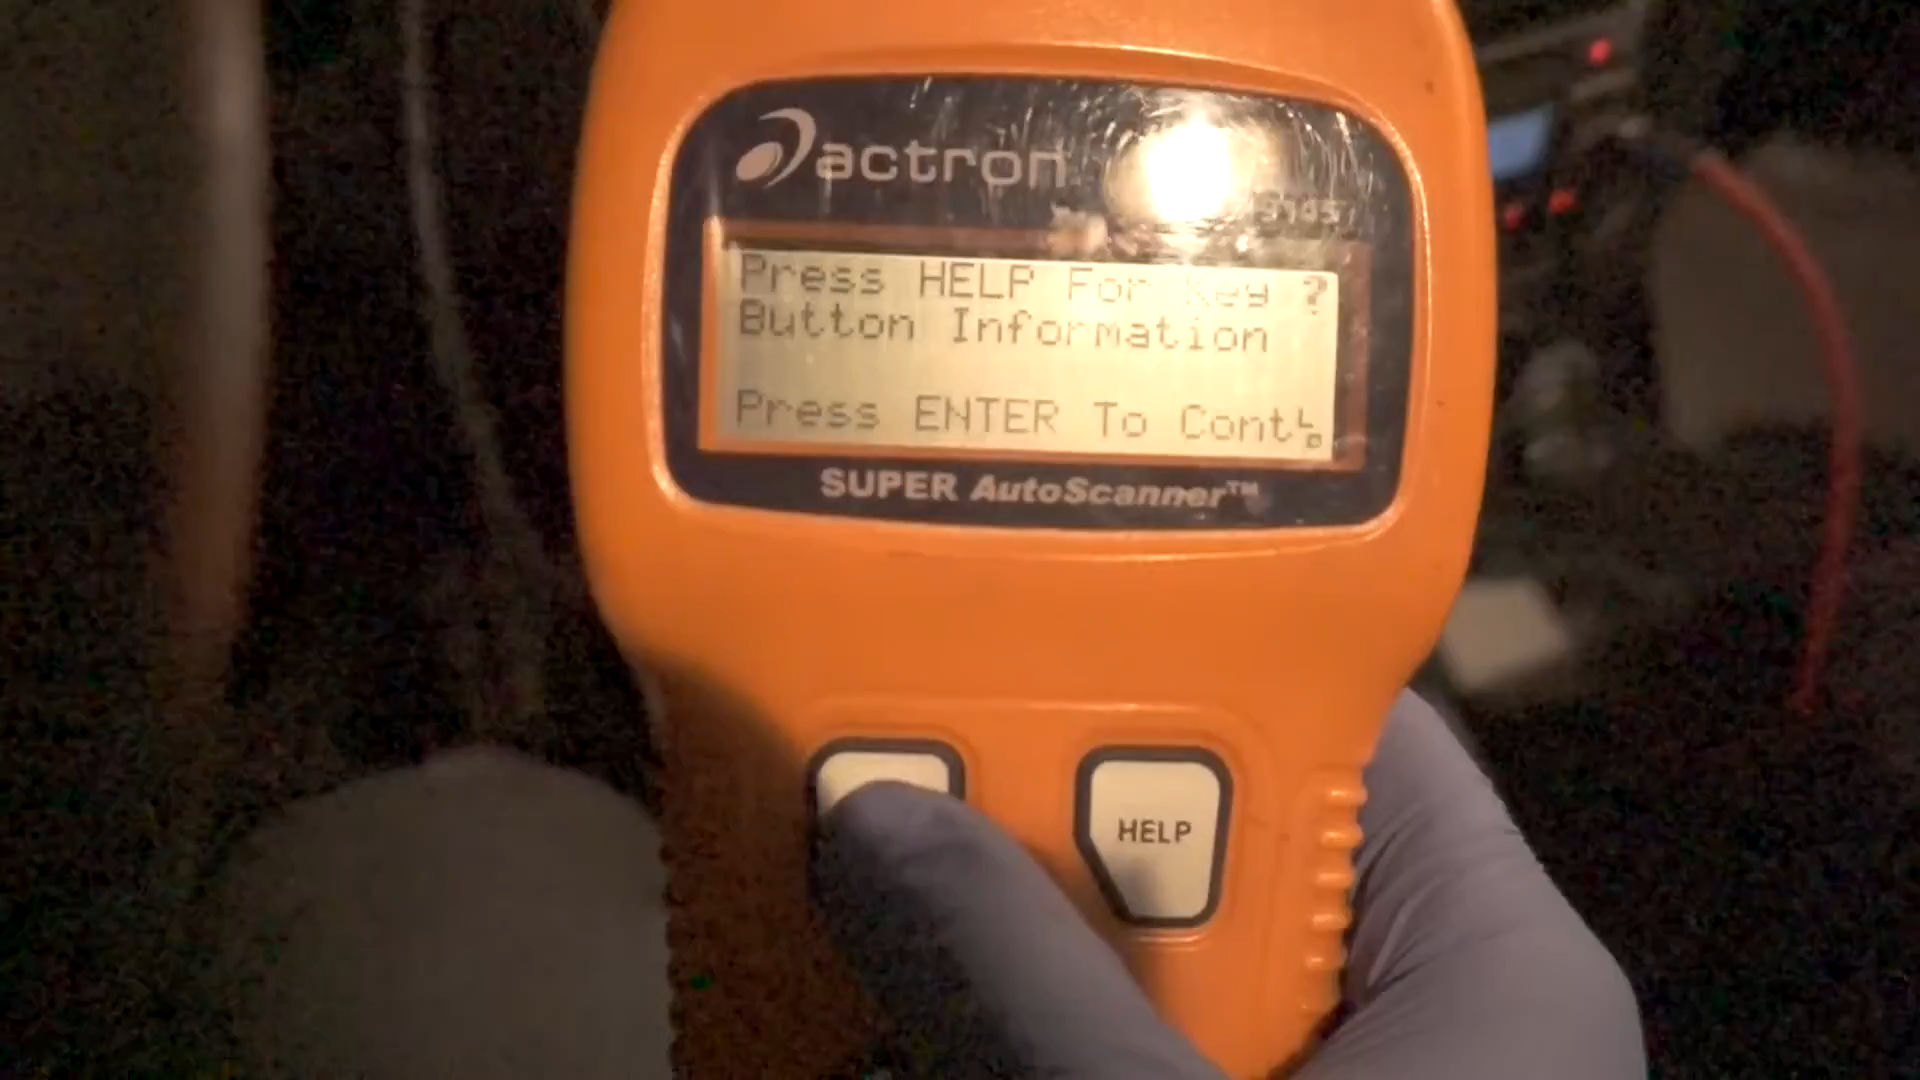 actron
Press HELP For Key ?
Button Information
Press ENTER To Cont
SUPER AutoScanner™
HELP